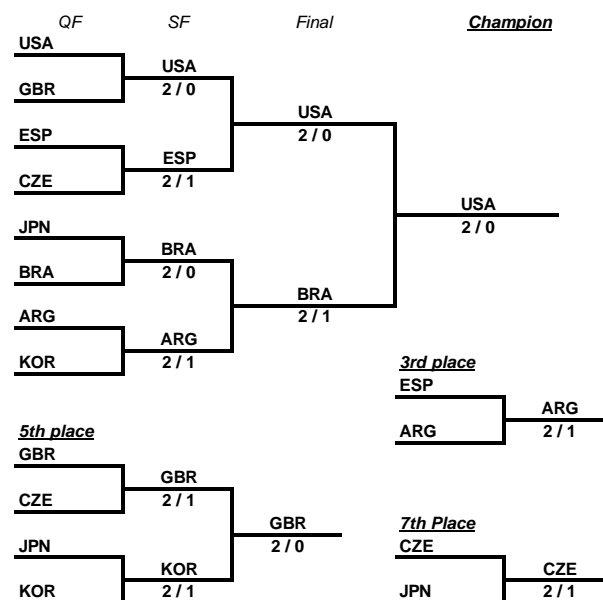 QF SF Final Champion
USA
USA
2 / 0
GBR
USA
2 / 0
ESP
ESP
2 / 1
CZE
USA
2 / 0
JPN
BRA
2 / 0
BRA
BRA
2 / 1
ARG
ARG
2 / 1
KOR
3rd place
ESP
ARG
2 / 1
ARG
5th place
GBR
GBR
2 / 1
CZE
GBR
2 / 0
JPN
KOR
2 / 1
KOR
7th Place
CZE
CZE
2 / 1
JPN